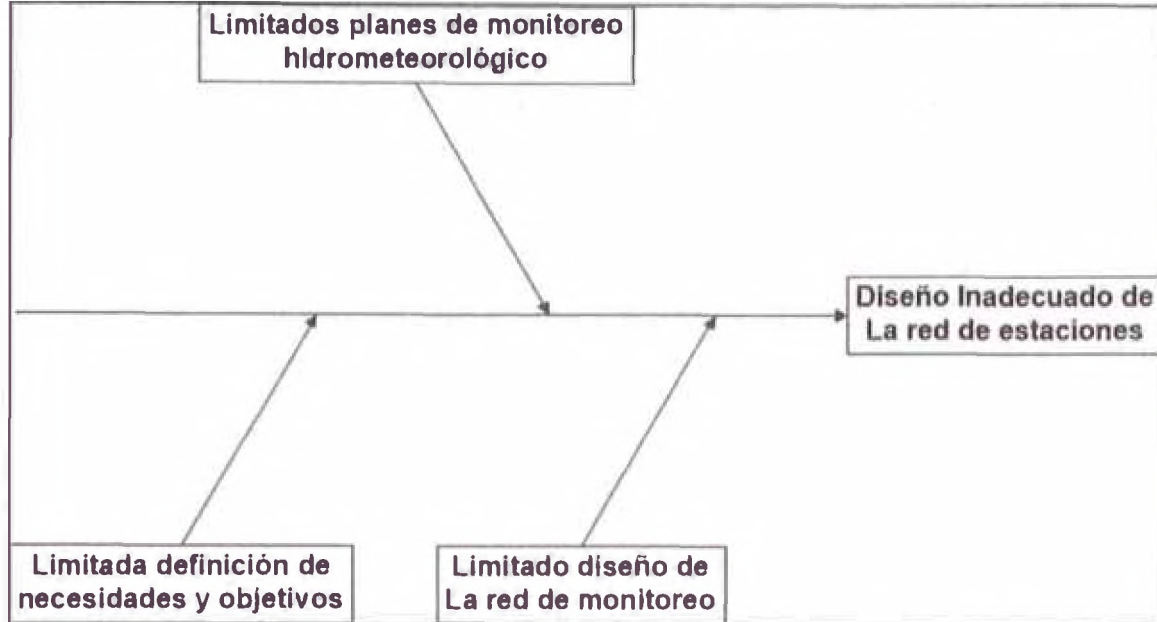 Limitados planes de monitoreo
hidrometeorológico
Diseño Inadecuado de
La red de estaciones
Limitada definición de
necesidades y objetivos
Limitado diseño de
La red de monitoreo